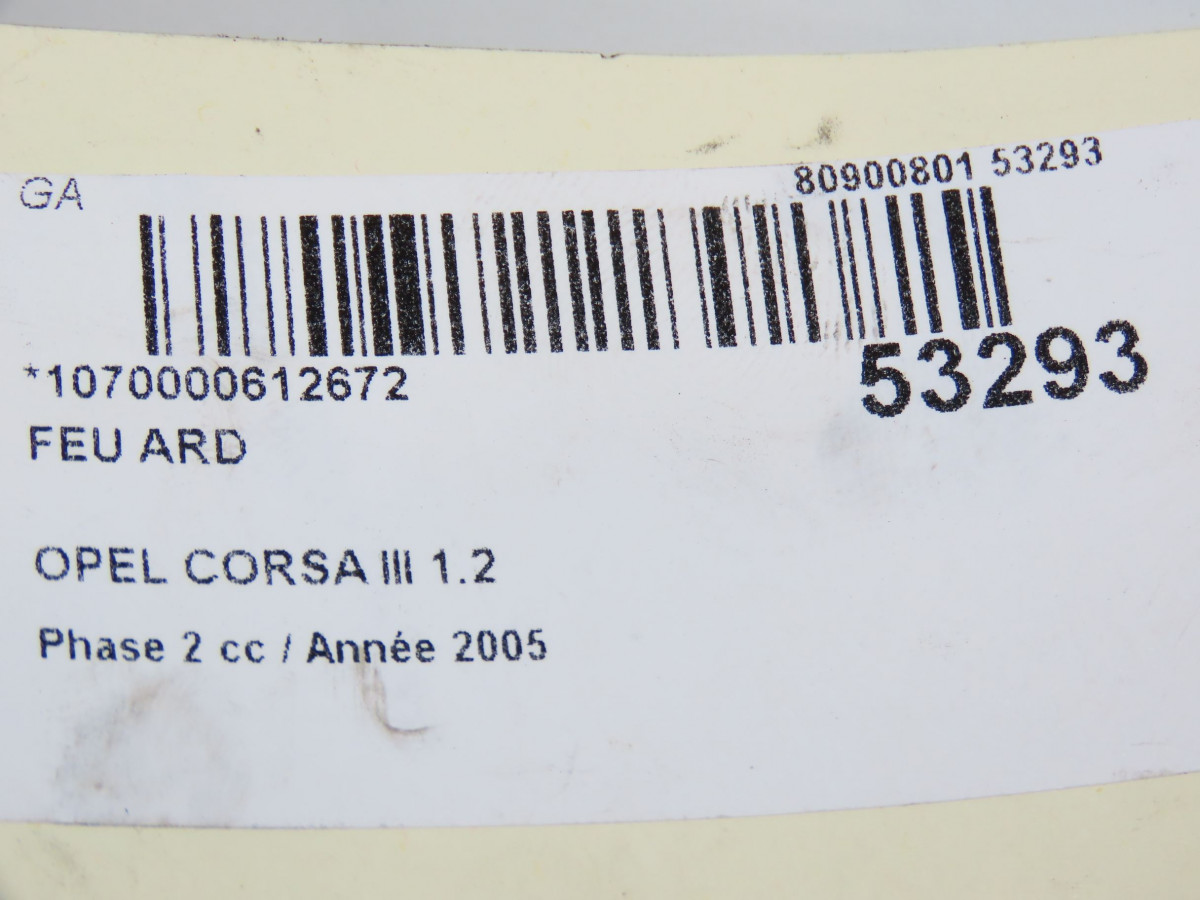 GA
80900801 53293
*1070000612672
53293
FEU ARD
OPEL CORSA III 1.2
Phase 2 cc / Année 2005